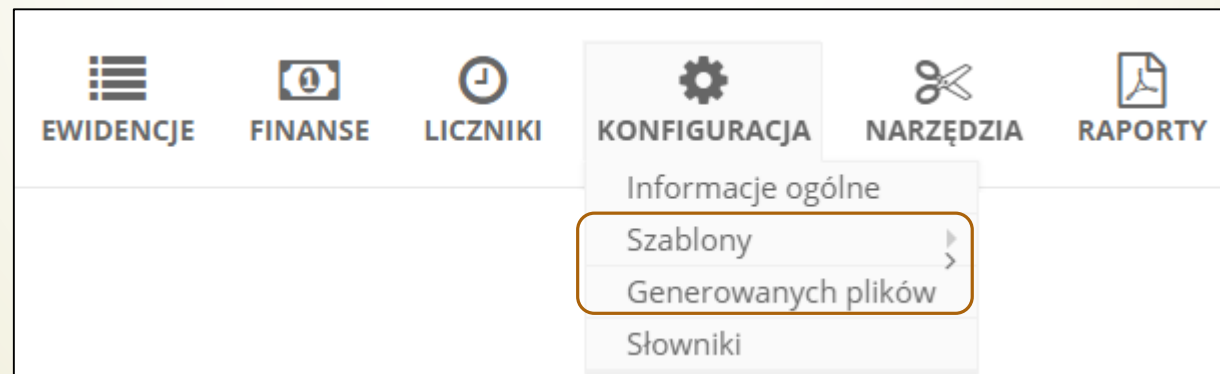 EWIDENCJE FINANSE LICZNIKI KONFIGURACJA NARZĘDZIA RAPORTY
Informacje ogólne
Szablony
Generowanych plików
Słowniki